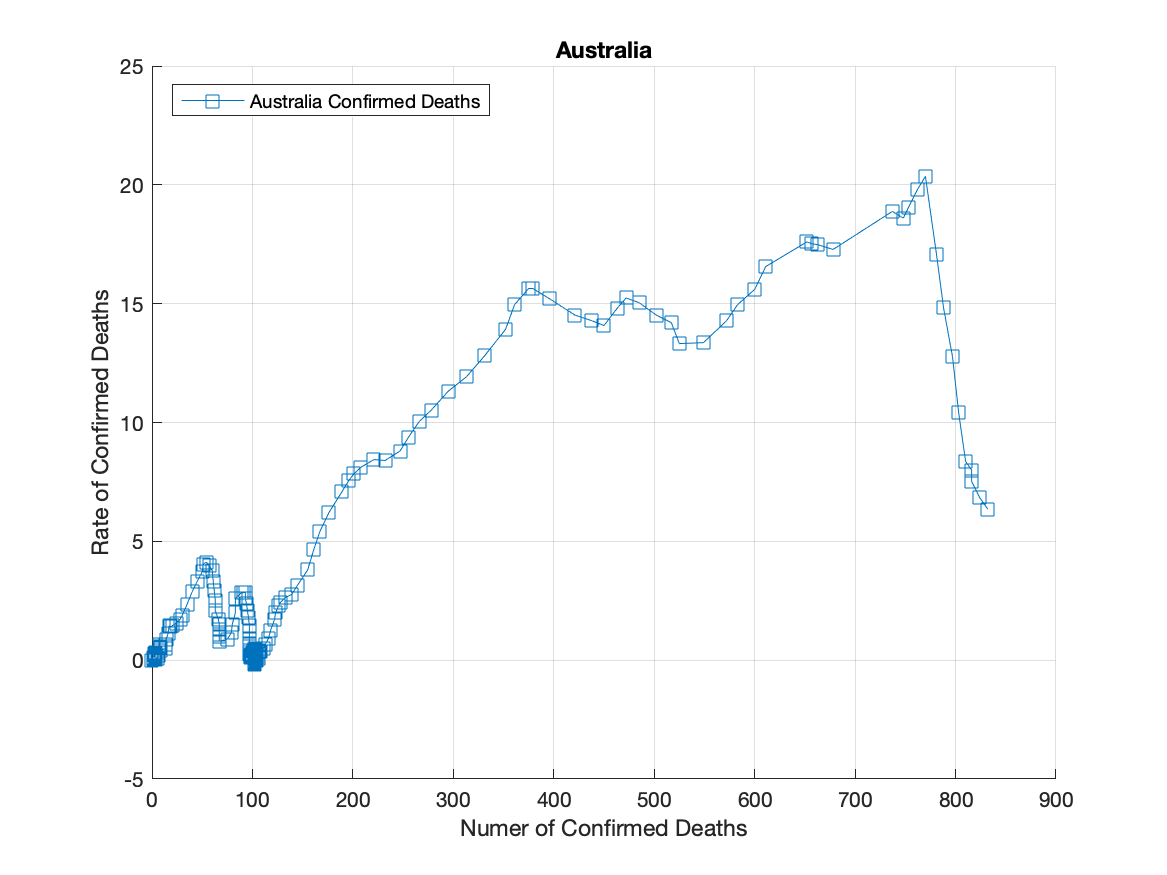 Australia
Australia Confirmed Deaths
25
20
15
10
5
0
-5
Rate of Confirmed Deaths
0 100 200 300 400 500 600 700 800 900
Numer of Confirmed Deaths